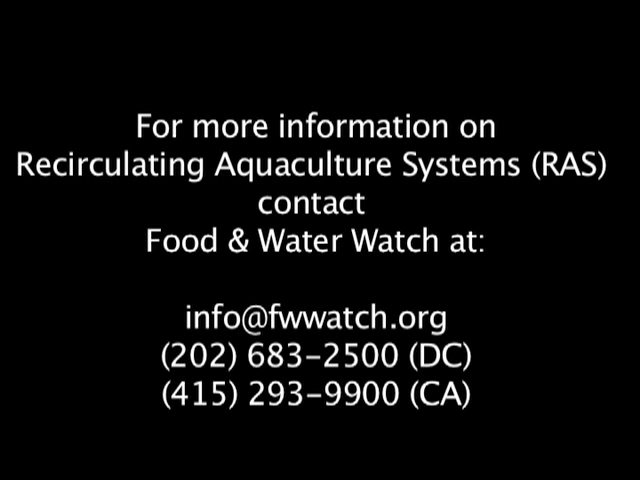 For more information on
Recirculating Aquaculture Systems (RAS)
contact
Food & Water Watch at:
info@fwwatch.org
(202) 683-2500 (DC)
(415) 293-9900 (CA)